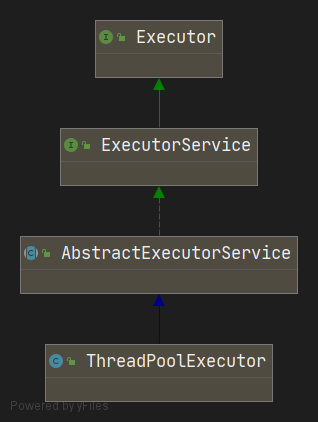 Executor
ExecutorService
AbstractExecutorService
ThreadPoolExecutor
Powered by yFiles